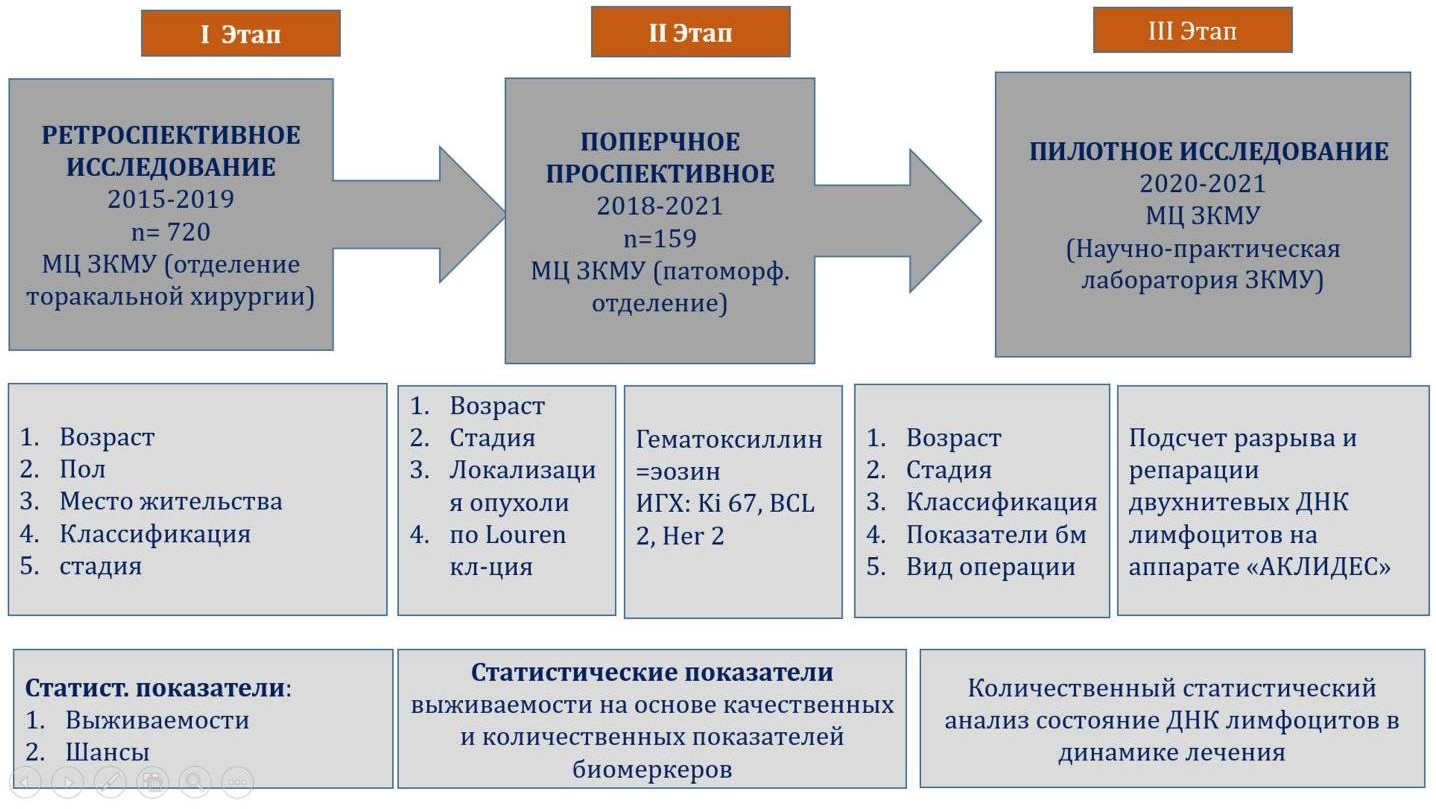 I Этап
II Этап
III Этап
РЕТРОСПЕКТИВНОЕ
ИССЛЕДОВАНИЕ
2015-2019
n= 720
МЦ ЗКМУ (отделение
торакальной хирургии)
ПОПЕРЧНОЕ
ПРОСПЕКТИВНОЕ
2018-2021
n=159
МЦ ЗКМУ (патоморф.
отделение)
ПИЛОТНОЕ ИССЛЕДОВАНИЕ
2020-2021
МЦ ЗКМУ
(Научно-практическая
лаборатория ЗКМУ)
1. Возраст
2. Пол
3. Место жительства
4. Классификация
5. стадия
1. Возраст
2. Стадия
3. Локализаци
я опухоли
4. по Louren
кл-ция
Гематоксиллин
=эозин
ИГХ: Ki 67, BCL
2, Her 2
1. Возраст
2. Стадия
3. Классификация
4. Показатели бм
5. Вид операции
Подсчет разрыва и
репарации
двухнитевых ДНК
лимфоцитов на
аппарате «АКЛИДЕС»
Статист. показатели:
1. Выживаемости
2. Шансы
Статистические показатели
выживаемости на основе качественных
и количественных показателей
биомеркеров
Количественный статистический
анализ состояние ДНК лимфоцитов в
динамике лечения